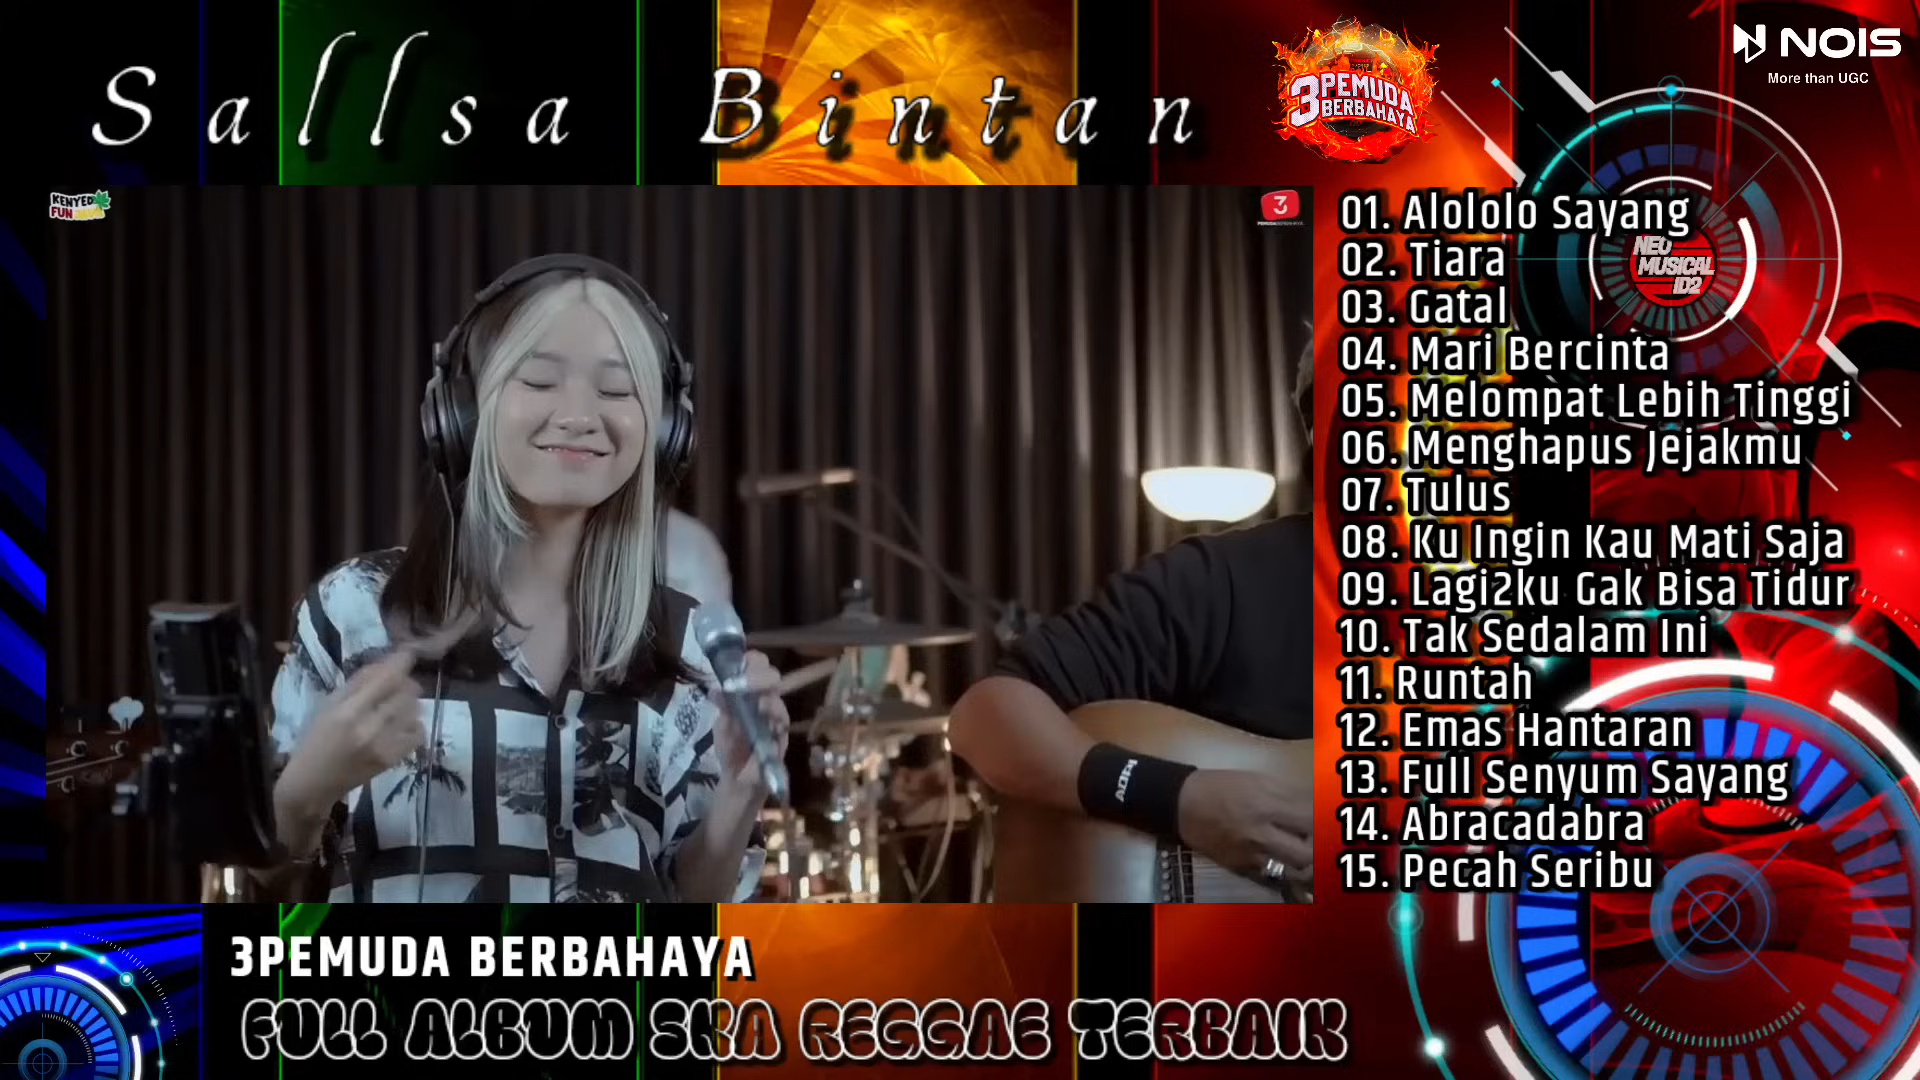 Sallsa Bintan
3PEMUDA
BERBAHAYA
NOIS
More than UGC
KENYED
FUN
3
PEMUDA BERBAHAYA
01. Alololo Sayang
02. Tiara
03. Gatal
04. Mari Bercinta
05. Melompat Lebih Tinggi
06. Menghapus Jejakmu
07. Tulus
08. Ku Ingin Kau Mati Saja
09. Lagi2ku Gak Bisa Tidur
10. Tak Sedalam Ini
11. Runtah
12. Emas Hantaran
13. Full Senyum Sayang
14. Abracadabra
15. Pecah Seribu
NEO
MUSICAL
ID2
3PEMUDA BERBAHAYA
FULL ALBUM SKA REGGAE TERBAIK